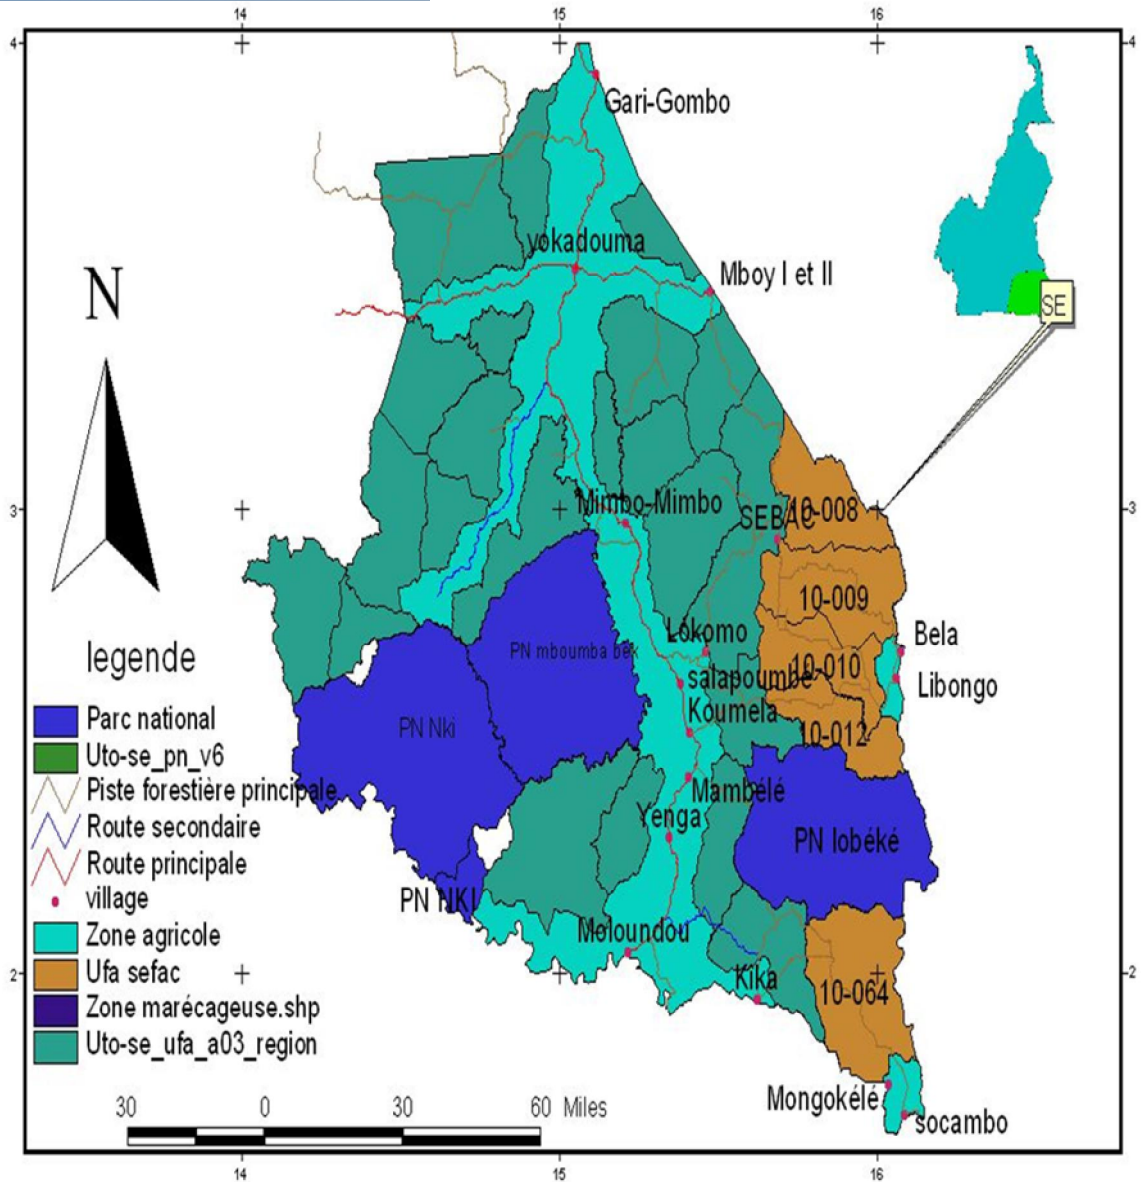 14 15 16
4 4
Gari-Gombo
yokadouma
Mboy I et II
N
SE
3 3
Mimbo-Mimbo
SEBAC
10-008
10-009
Lokomo
10-010
Bela
salapoumbé
Libongo
Koumela
10-012
PN mboumba bek
PN Nki
Mambélé
Yenga
PN lobéké
PN NKI
Moloundou
Kika
2 2
10-064
Mongokélé
socambo
legende
Parc national
Uto-se_pn_v6
Piste forestière principale
Route secondaire
Route principale
village
Zone agricole
Ufa sefac
Zone marécageuse.shp
Uto-se_ufa_a03_region
30 0 30 60 Miles
14 15 16